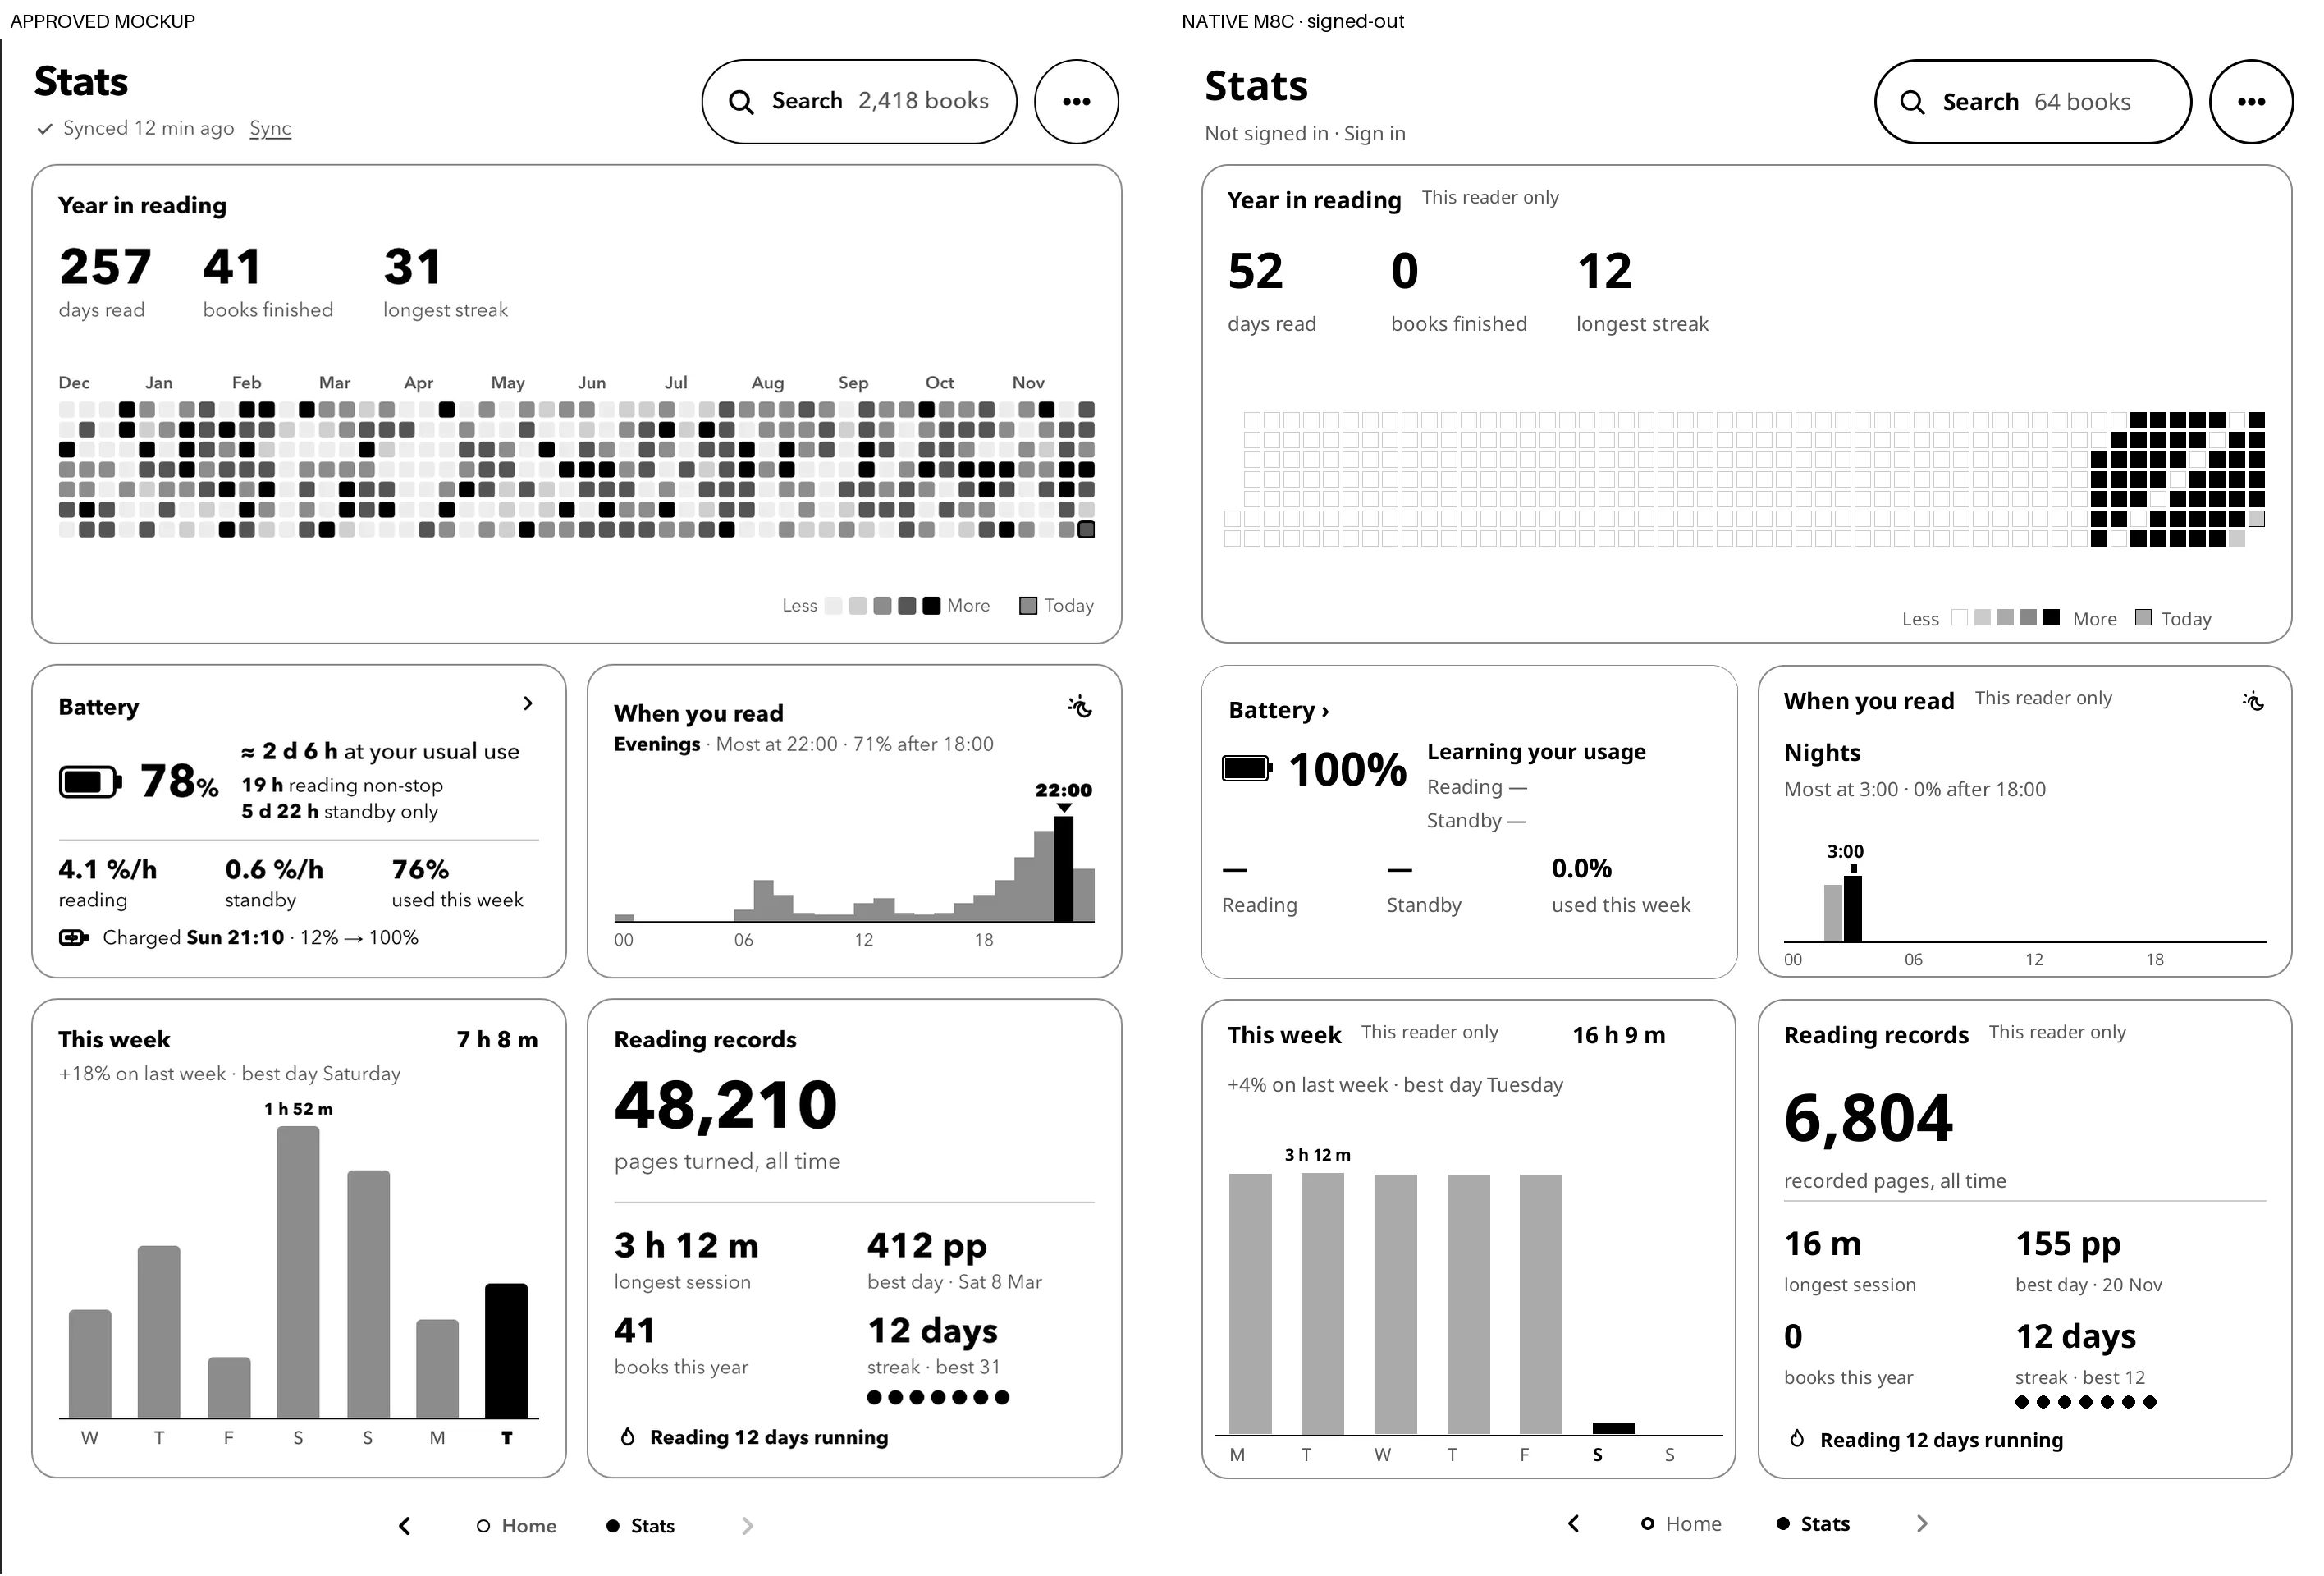 APPROVED MOCKUP
Stats
✓ Synced 12 min ago Sync
Search 2,418 books
•••
Year in reading
257 41 31
days read books finished longest streak
Dec Jan Feb Mar Apr May Jun Jul Aug Sep Oct Nov
Less More Today
Battery ›
78%
≈ 2 d 6 h at your usual use
19 h reading non-stop
5 d 22 h standby only
4.1 %/h 0.6 %/h 76%
reading standby used this week
Charged Sun 21:10 · 12% → 100%
When you read
Evenings · Most at 22:00 · 71% after 18:00
22:00
00 06 12 18
This week 7 h 8 m
+18% on last week · best day Saturday
1 h 52 m
W T F S S M T
Reading records
48,210
pages turned, all time
3 h 12 m 412 pp
longest session best day · Sat 8 Mar
41 12 days
books this year streak · best 31
Reading 12 days running
Home Stats
NATIVE M8C · signed-out
Stats
Not signed in · Sign in
Search 64 books
•••
Year in reading This reader only
52 0 12
days read books finished longest streak
Less More Today
Battery ›
100%
Learning your usage
Reading —
Standby —
— — 0.0%
Reading Standby used this week
When you read This reader only
Nights
Most at 3:00 · 0% after 18:00
3:00
00 06 12 18
This week This reader only 16 h 9 m
+4% on last week · best day Tuesday
3 h 12 m
M T W T F S S
Reading records This reader only
6,804
recorded pages, all time
16 m 155 pp
longest session best day · 20 Nov
0 12 days
books this year streak · best 12
Reading 12 days running
Home Stats